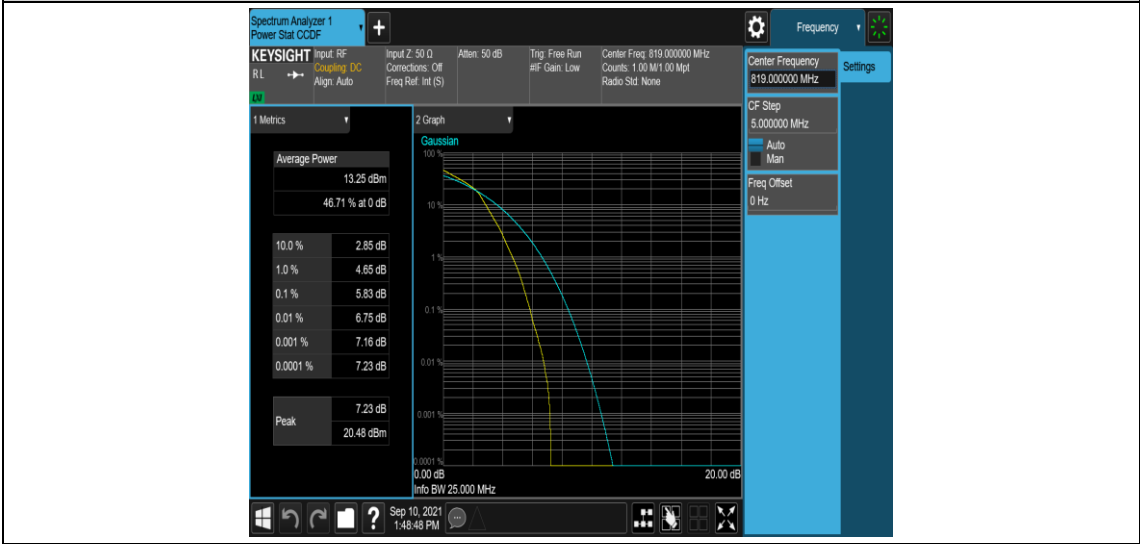 Spectrum Analyzer 1
Power Stat CCDF
Frequency
KEYSIGHT
RL
LM
Input: RF
Coupling: DC
Align: Auto
Input Z: 50 Ω
Corrections: Off
Freq Ref: Int (S)
Atten: 50 dB
Trig: Free Run
#IF Gain: Low
Center Freq: 819.000000 MHz
Counts: 1.00 M/1.00 Mpt
Radio Std: None
Center Frequency
819.000000 MHz
Settings
CF Step
5.000000 MHz
Auto
Man
Freq Offset
0 Hz
1 Metrics
Average Power
13.25 dBm
46.71 % at 0 dB
10.0 % 2.85 dB
1.0 % 4.65 dB
0.1 % 5.83 dB
0.01 % 6.75 dB
0.001 % 7.16 dB
0.0001 % 7.23 dB
Peak
7.23 dB
20.48 dBm
2 Graph
Gaussian
100 %
10 %
1 %
0.1 %
0.01 %
0.001 %
0.0001 %
0.00 dB 20.00 dB
Info BW 25.000 MHz
?
Sep 10, 2021
1:48:48 PM